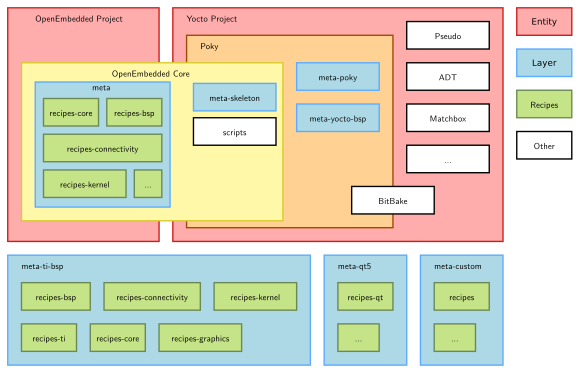 OpenEmbedded Project
Yocto Project
Poky
Pseudo
Entity
OpenEmbedded Core
meta
meta-skeleton
meta-poky
ADT
Layer
recipes-core
recipes-bsp
scripts
meta-yocto-bsp
Matchbox
Recipes
recipes-connectivity
...
Other
recipes-kernel
...
BitBake
meta-ti-bsp
meta-qt5
meta-custom
recipes-bsp
recipes-connectivity
recipes-kernel
recipes-qt
recipes
recipes-ti
recipes-core
recipes-graphics
...
...